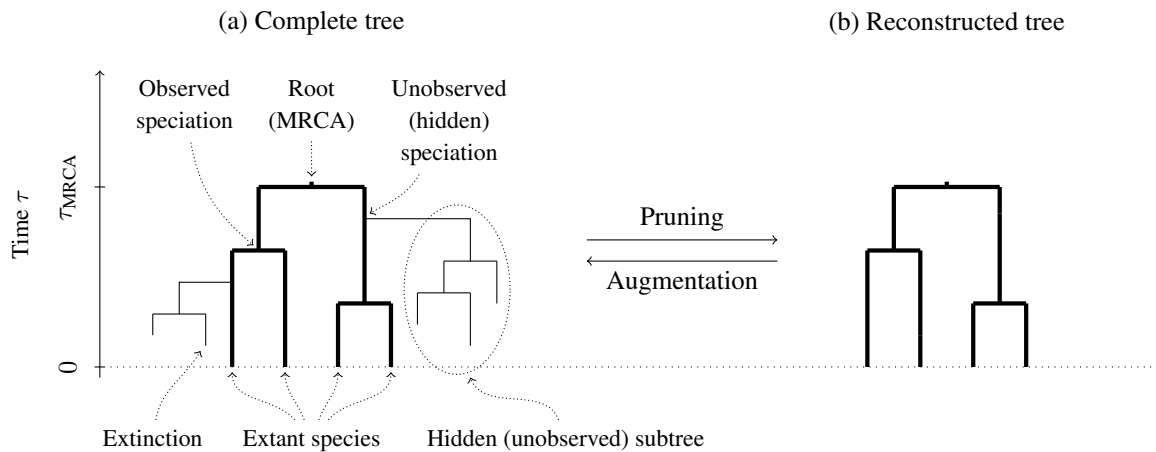 (a) Complete tree
(b) Reconstructed tree
Observed
speciation
Root
(MRCA)
Unobserved
(hidden)
speciation
Time τ
τMRCA
0
Pruning
Augmentation
Extinction
Extant species
Hidden (unobserved) subtree